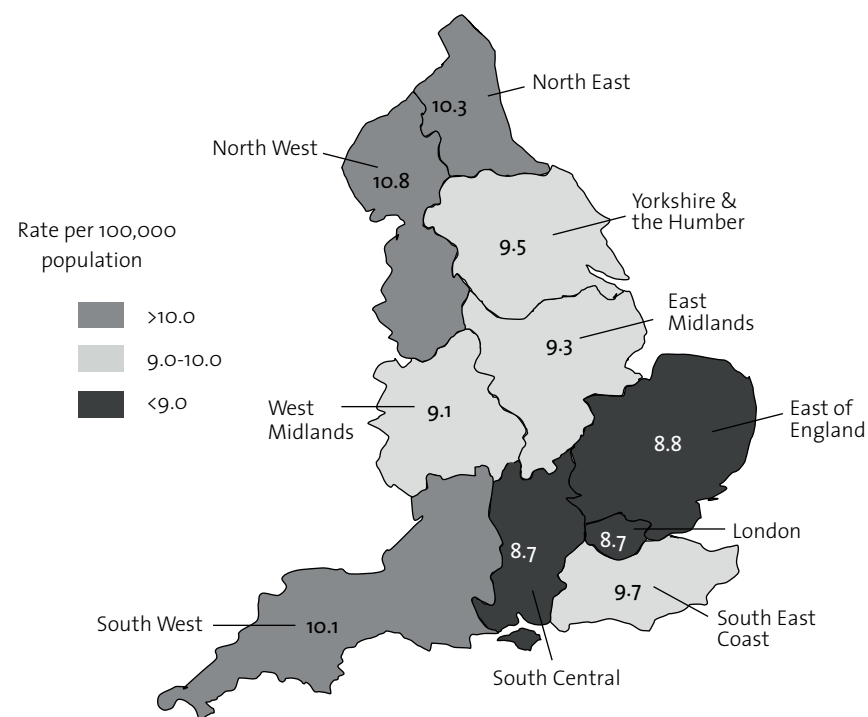 North East
10.3
North West
10.8
Yorkshire &
the Humber
9.5
Rate per 100,000
population
>10.0
9.0-10.0
<9.0
East
Midlands
9.3
West
Midlands
9.1
East of
England
8.8
London
8.7
8.7
9.7
South East
Coast
South West
10.1
South Central